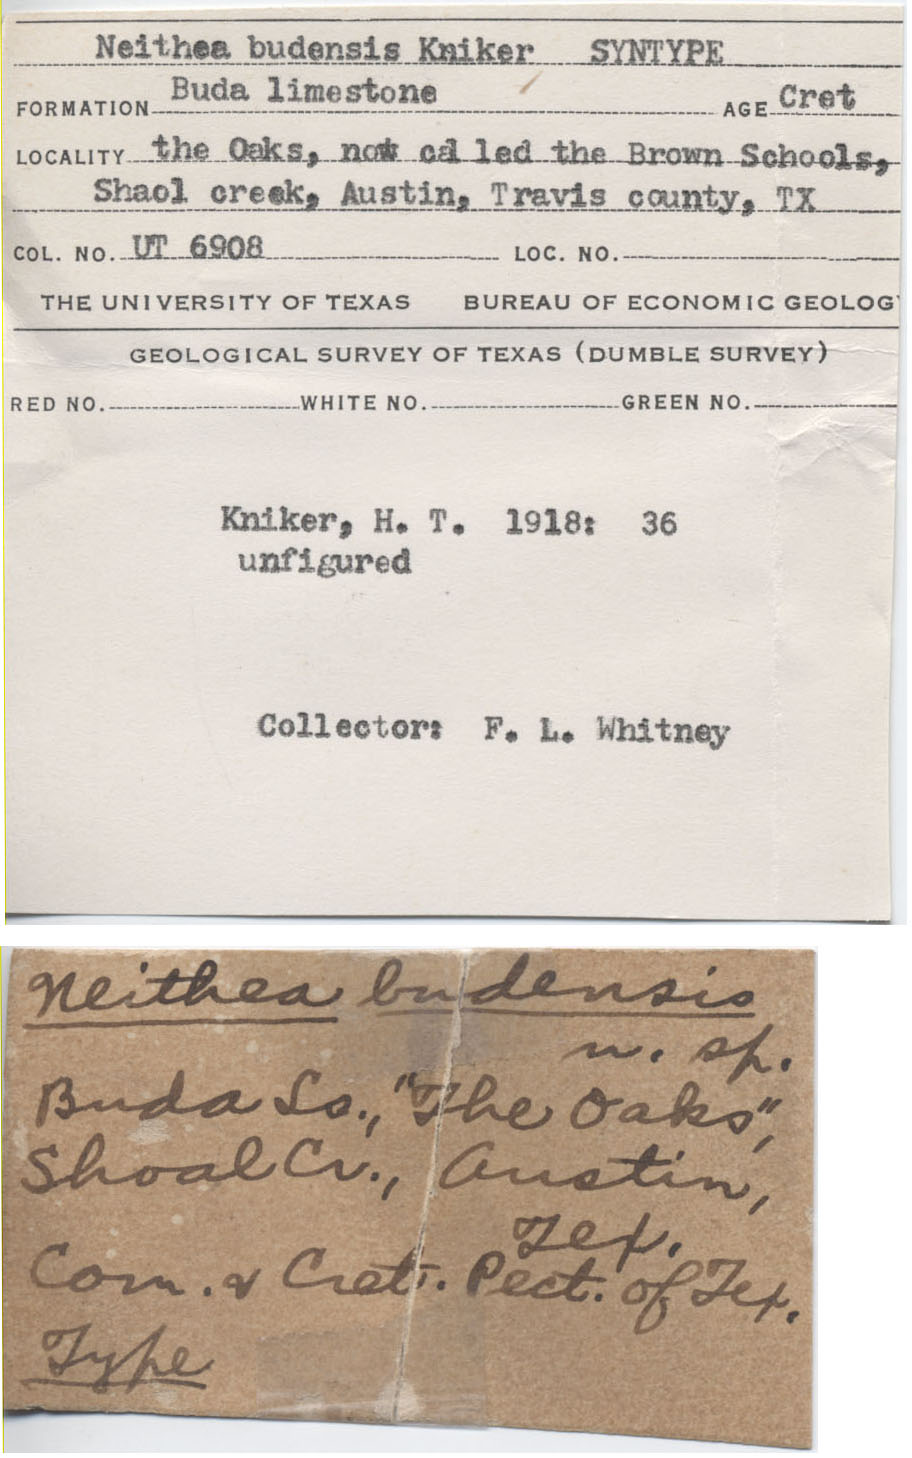 Neithea budensis Kniker SYNTYPE
FORMATION Buda limestone AGE Cret
LOCALITY the Oaks, now called the Brown Schools,
Shaol creek, Austin, Travis county, TX
COL. NO. UT 6908 LOC. NO.
THE UNIVERSITY OF TEXAS BUREAU OF ECONOMIC GEOLOGY
GEOLOGICAL SURVEY OF TEXAS (DUMBLE SURVEY)
RED NO. WHITE NO. GREEN NO.
Kniker, H. T. 1918: 36
unfigured
Collector: F. L. Whitney
Neithea budensis
n. sp.
Buda Ls., "The Oaks",
Shoal Cr., Austin,
Tex.
Com. & Cret. Pect. of Tex.
Type